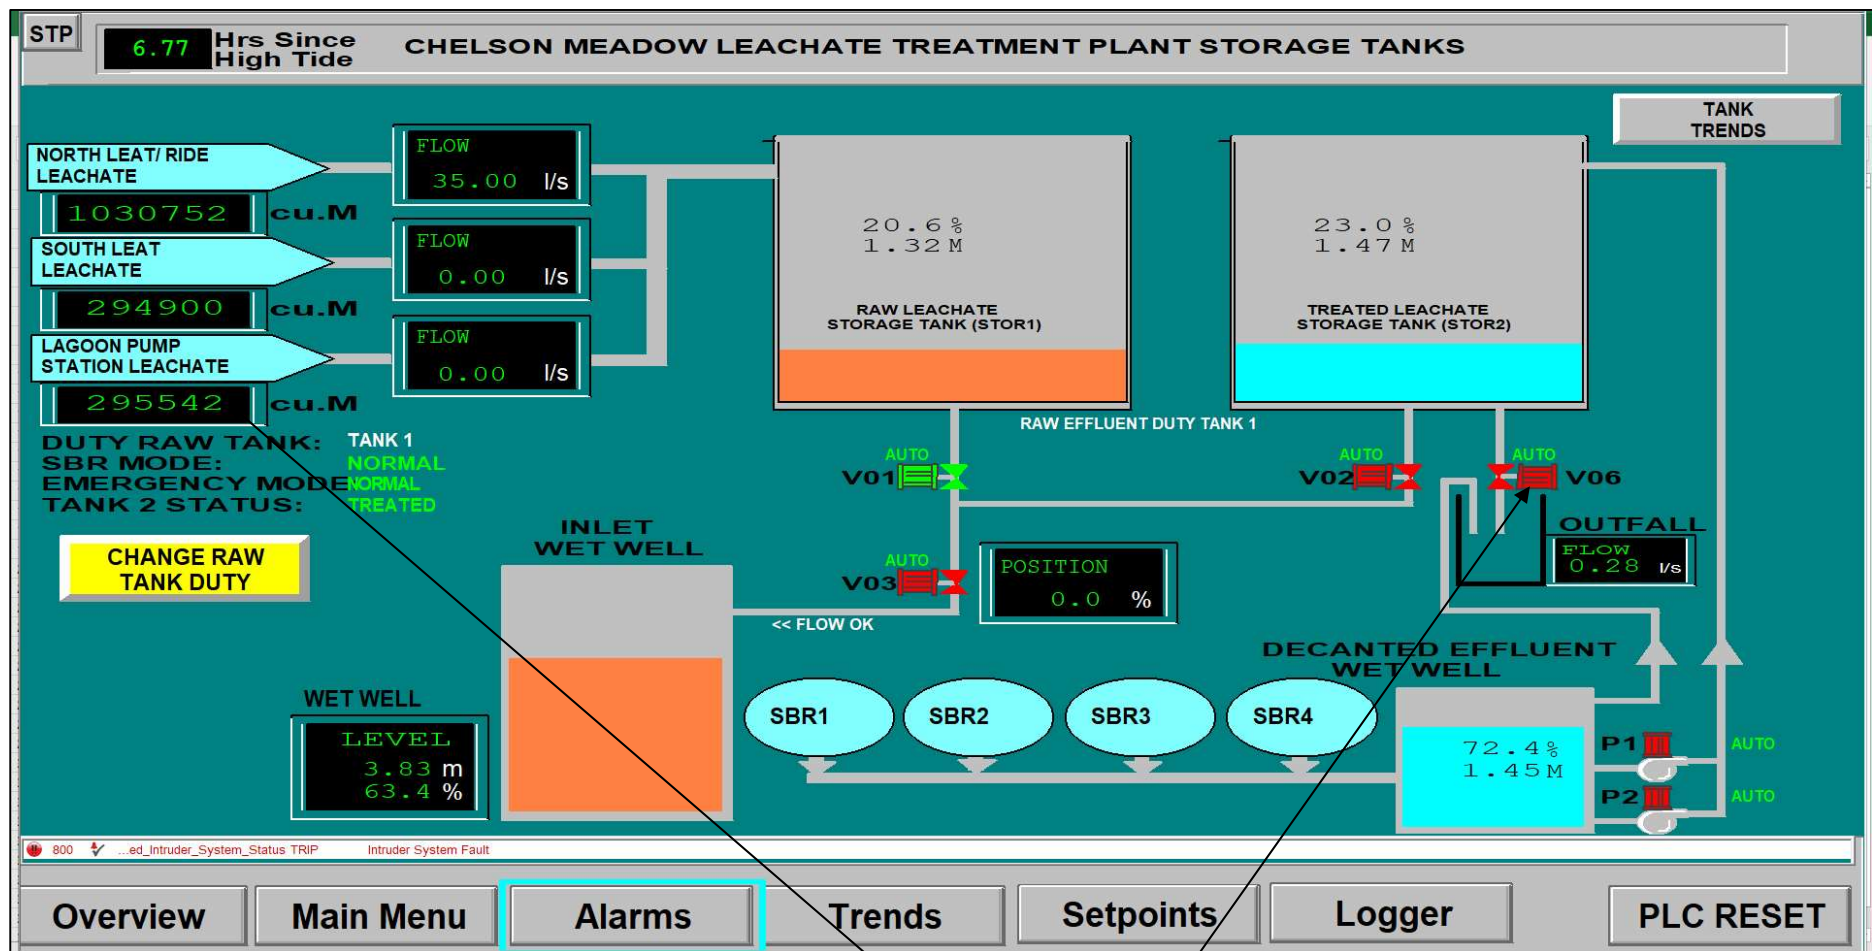 STP
6.77 Hrs Since
High Tide
CHELSON MEADOW LEACHATE TREATMENT PLANT STORAGE TANKS
TANK
TRENDS
NORTH LEAT/ RIDE
LEACHATE
1030752 cu.M
FLOW
35.00 l/s
SOUTH LEAT
LEACHATE
294900 cu.M
FLOW
0.00 l/s
LAGOON PUMP
STATION LEACHATE
295542 cu.M
FLOW
0.00 l/s
20.6%
1.32M
RAW LEACHATE
STORAGE TANK (STOR1)
23.0%
1.47M
TREATED LEACHATE
STORAGE TANK (STOR2)
RAW EFFLUENT DUTY TANK 1
DUTY RAW TANK: TANK 1
SBR MODE: NORMAL
EMERGENCY MODE NORMAL
TANK 2 STATUS: TREATED
CHANGE RAW
TANK DUTY
AUTO
V01
AUTO
V02
AUTO
V06
OUTFALL
FLOW
0.28 l/s
INLET
WET WELL
AUTO
V03
POSITION
0.0 %
<< FLOW OK
DECANTED EFFLUENT
WET WELL
WET WELL
LEVEL
3.83 m
63.4 %
SBR1
SBR2
SBR3
SBR4
72.4%
1.45M
P1 AUTO
P2 AUTO
800 ...ed_Intruder_System_Status TRIP Intruder System Fault
Overview
Main Menu
Alarms
Trends
Setpoints
Logger
PLC RESET